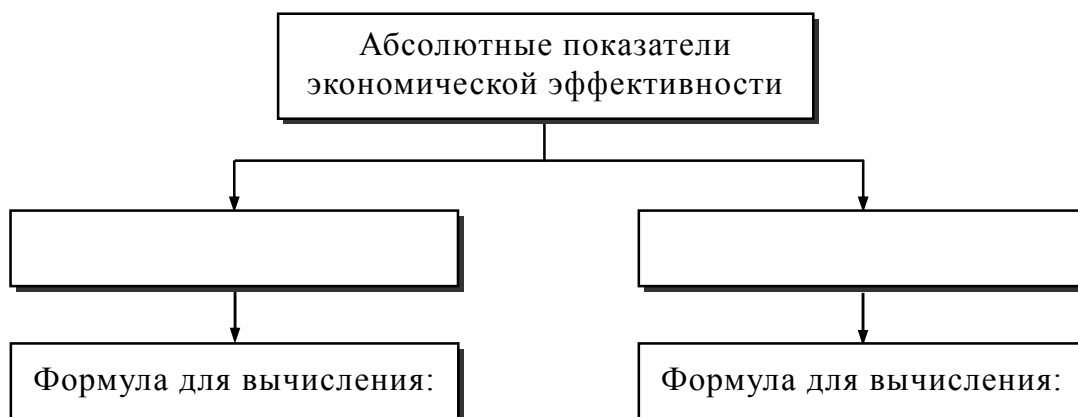 Абсолютные показатели
экономической эффективности
Формула для вычисления:
Формула для вычисления: